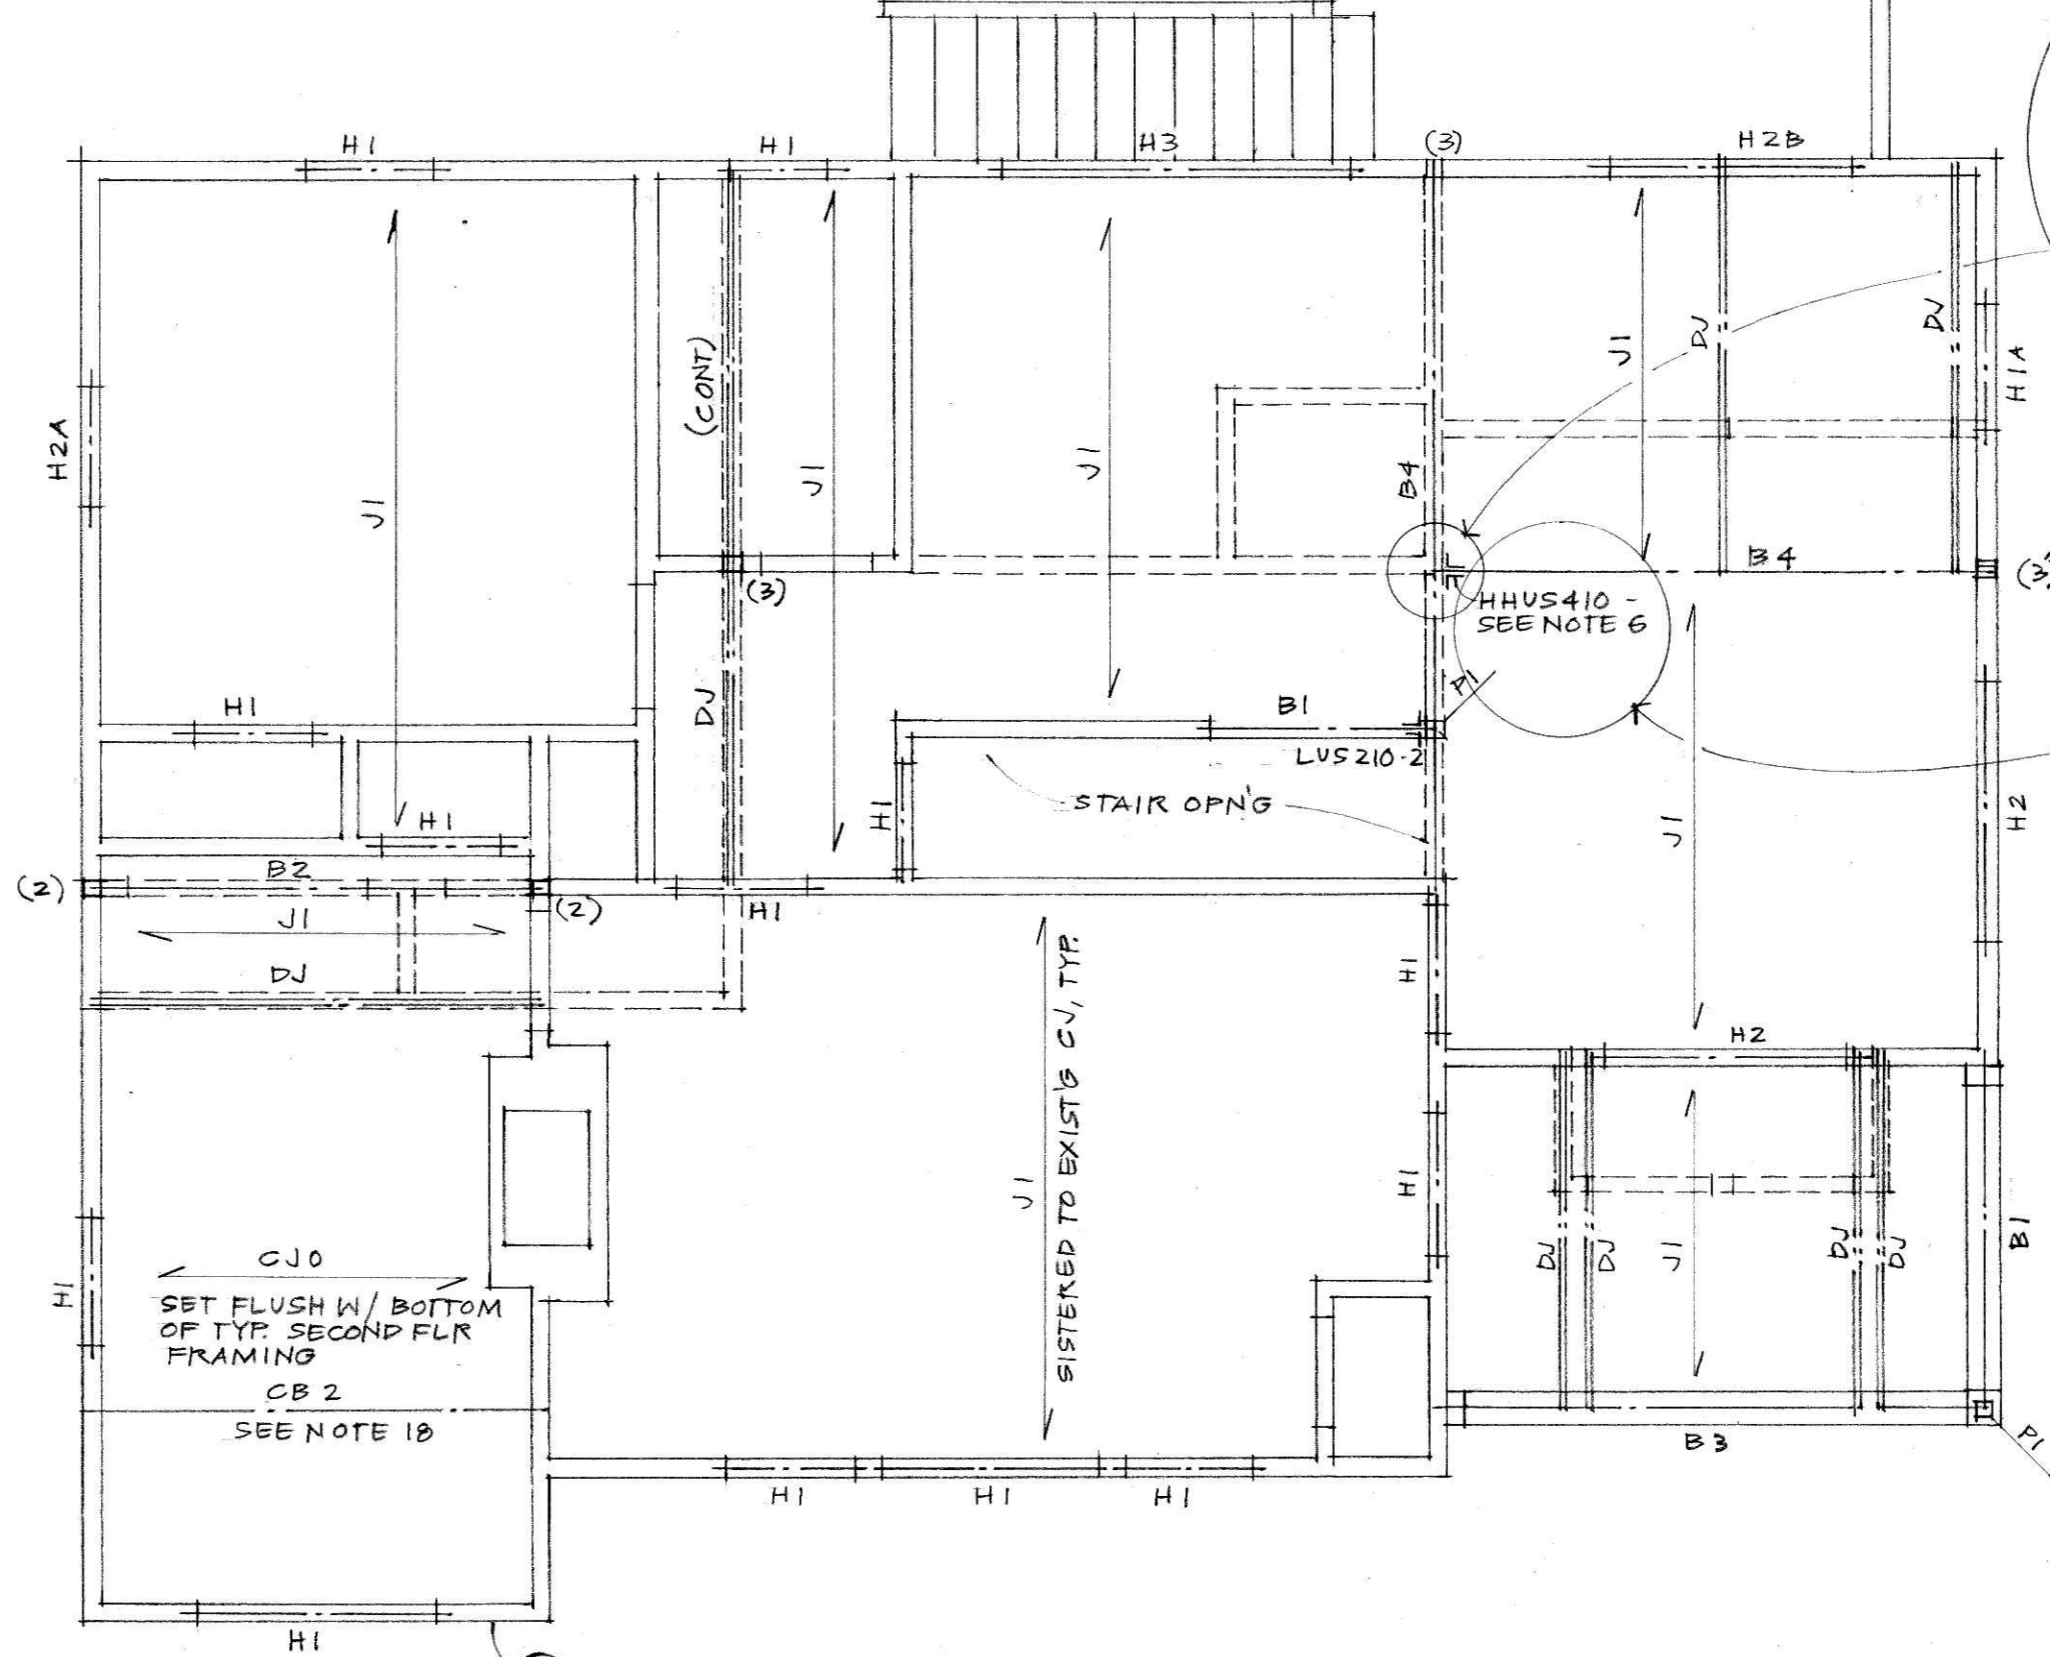 H1
H1
H3
(3)
H2B
(CONT)
J1
J1
J1
J1
DJ
DJ
H1A
H2A
B4
B4
(3)
(3)
HHUS410 -
SEE NOTE 6
P1
H1
DJ
B1
LUS210-2
STAIR OPN'G
H1
H1
J1
H2
B2
(2)
(2)
H1
J1
DJ
H1
J1
SISTERED TO EXIST'G CJ, TYP.
H2
H1
DJ
DJ
J1
DJ
DJ
B1
CJ0
SET FLUSH W/ BOTTOM
OF TYP. SECOND FLR
FRAMING
H1
CB2
SEE NOTE 18
B3
P1
H1
H1
H1
H1